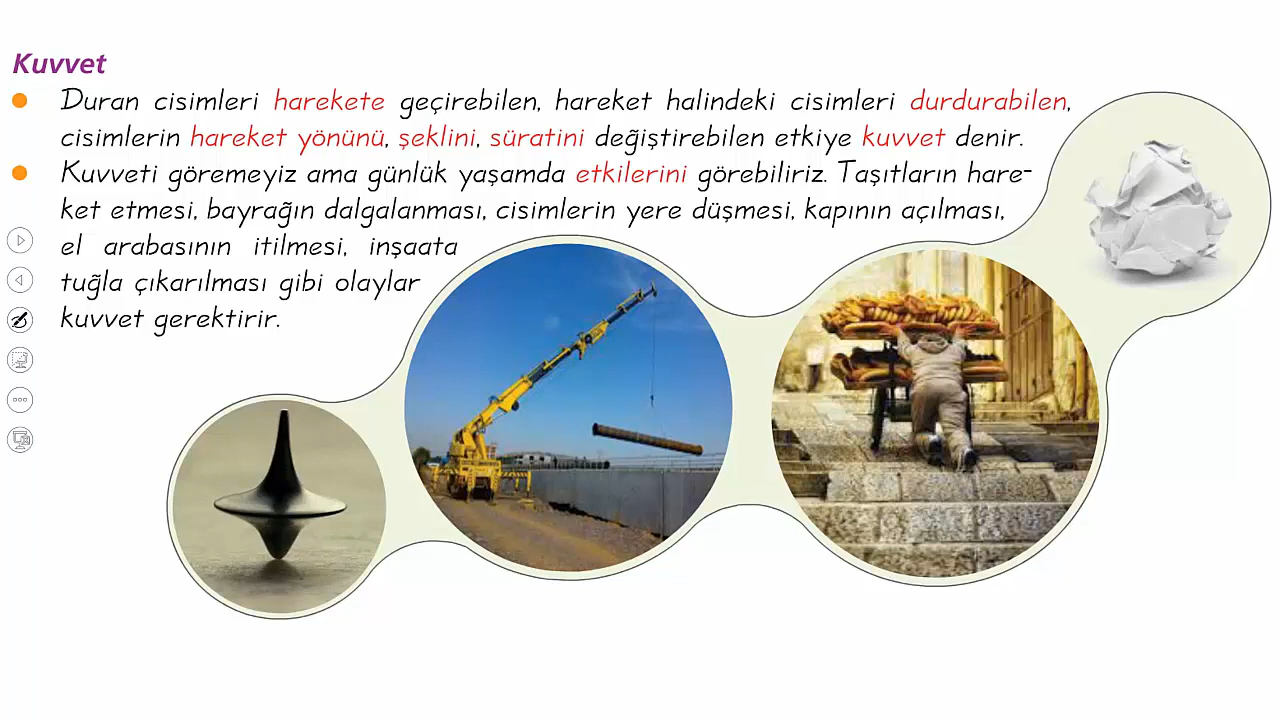 Kuvvet
Duran cisimleri harekete geçirebilen, hareket halindeki cisimleri durdurabilen,
cisimlerin hareket yönünü, şeklini, süratini değiştirebilen etkiye kuvvet denir.
Kuvveti göremeyiz ama günlük yaşamda etkilerini görebiliriz. Taşıtların hare-
ket etmesi, bayrağın dalgalanması, cisimlerin yere düşmesi, kapının açılması,
el arabasının itilmesi, inşaata
tuğla çıkarılması gibi olaylar
kuvvet gerektirir.